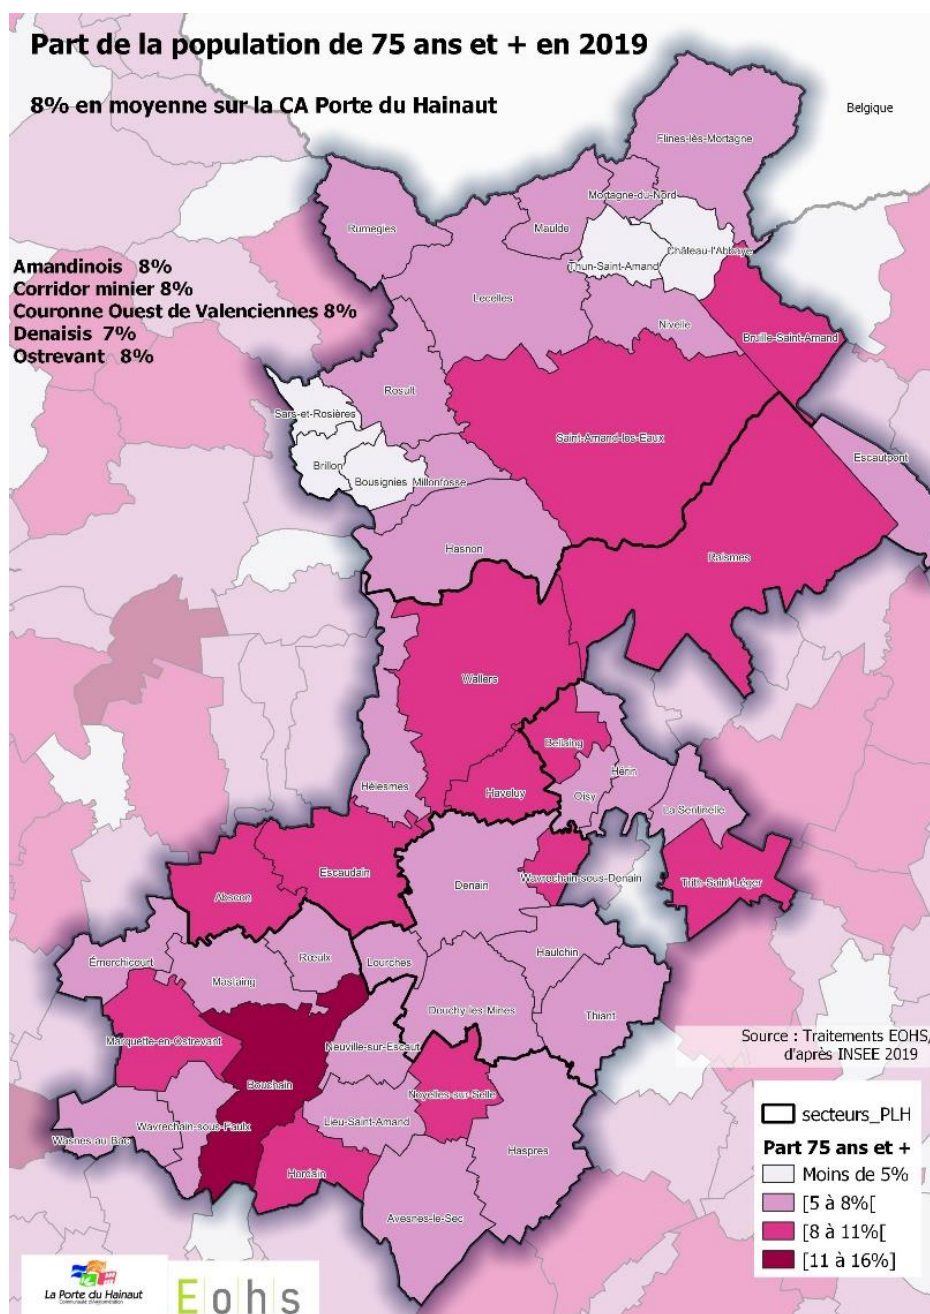 Part de la population de 75 ans et + en 2019
8% en moyenne sur la CA Porte du Hainaut
Belgique
Flines-lès-Mortagne
Mortagne-du-Nord
Rumegies
Maulde
Château-l'Abbaye
Thun-Saint-Amand
Amandinois 8%
Corridor minier 8%
Couronne Ouest de Valenciennes 8%
Denaisis 7%
Ostrevant 8%
Lecelles
Nivelle
Bruille-Saint-Amand
Rosult
Sars-et-Rosières
Saint-Amand-les-Eaux
Escautpont
Brillon
Bousignies
Millonfosse
Hasnon
Raismes
Wallers
Bellaing
Hérin
Hélesmes
Haveluy
Oisy
La Sentinelle
Escaudain
Denain
Wavrechain-sous-Denain
Trith-Saint-Léger
Abscon
Émerchicourt
Mastaing
Rœulx
Lourches
Haulchin
Douchy-les-Mines
Thiant
Marquette-en-Ostrevant
Neuville-sur-Escaut
Bouchain
Noyelles-sur-Selle
Wasnes-au-Bac
Wavrechain-sous-Faulx
Lieu-Saint-Amand
Haspres
Hordain
Avesnes-le-Sec
Source : Traitements EOHS,
d'après INSEE 2019
secteurs_PLH
Part 75 ans et +
Moins de 5%
[5 à 8%[
[8 à 11%[
[11 à 16%]
La Porte du Hainaut
Communauté d'Agglomération
Eohs